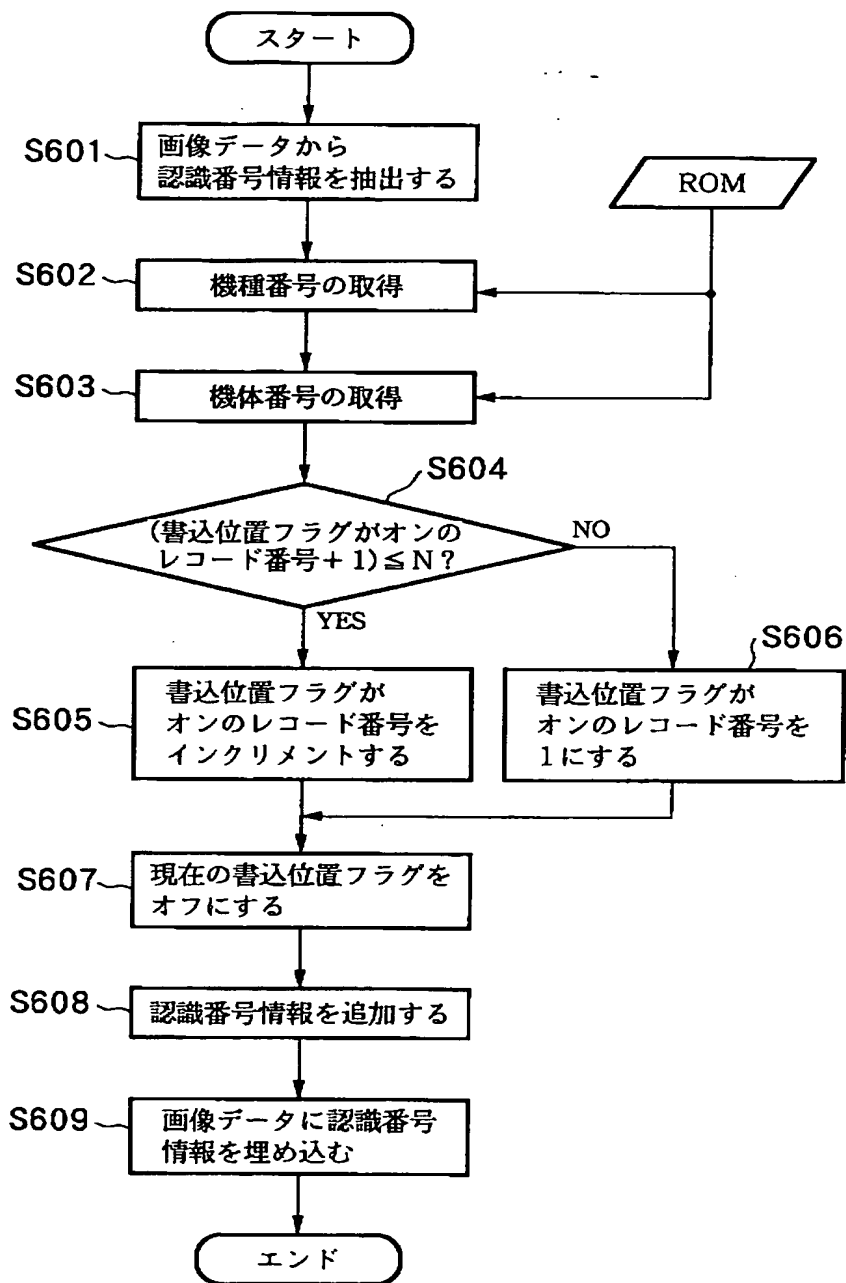 スタート
S601
画像データから
認識番号情報を抽出する
ROM
S602
機種番号の取得
S603
機体番号の取得
S604
(書込位置フラグがオンの
レコード番号+1)≦N?
NO
YES
S605
書込位置フラグが
オンのレコード番号を
インクリメントする
S606
書込位置フラグが
オンのレコード番号を
1にする
S607
現在の書込位置フラグを
オフにする
S608
認識番号情報を追加する
S609
画像データに認識番号
情報を埋め込む
エンド